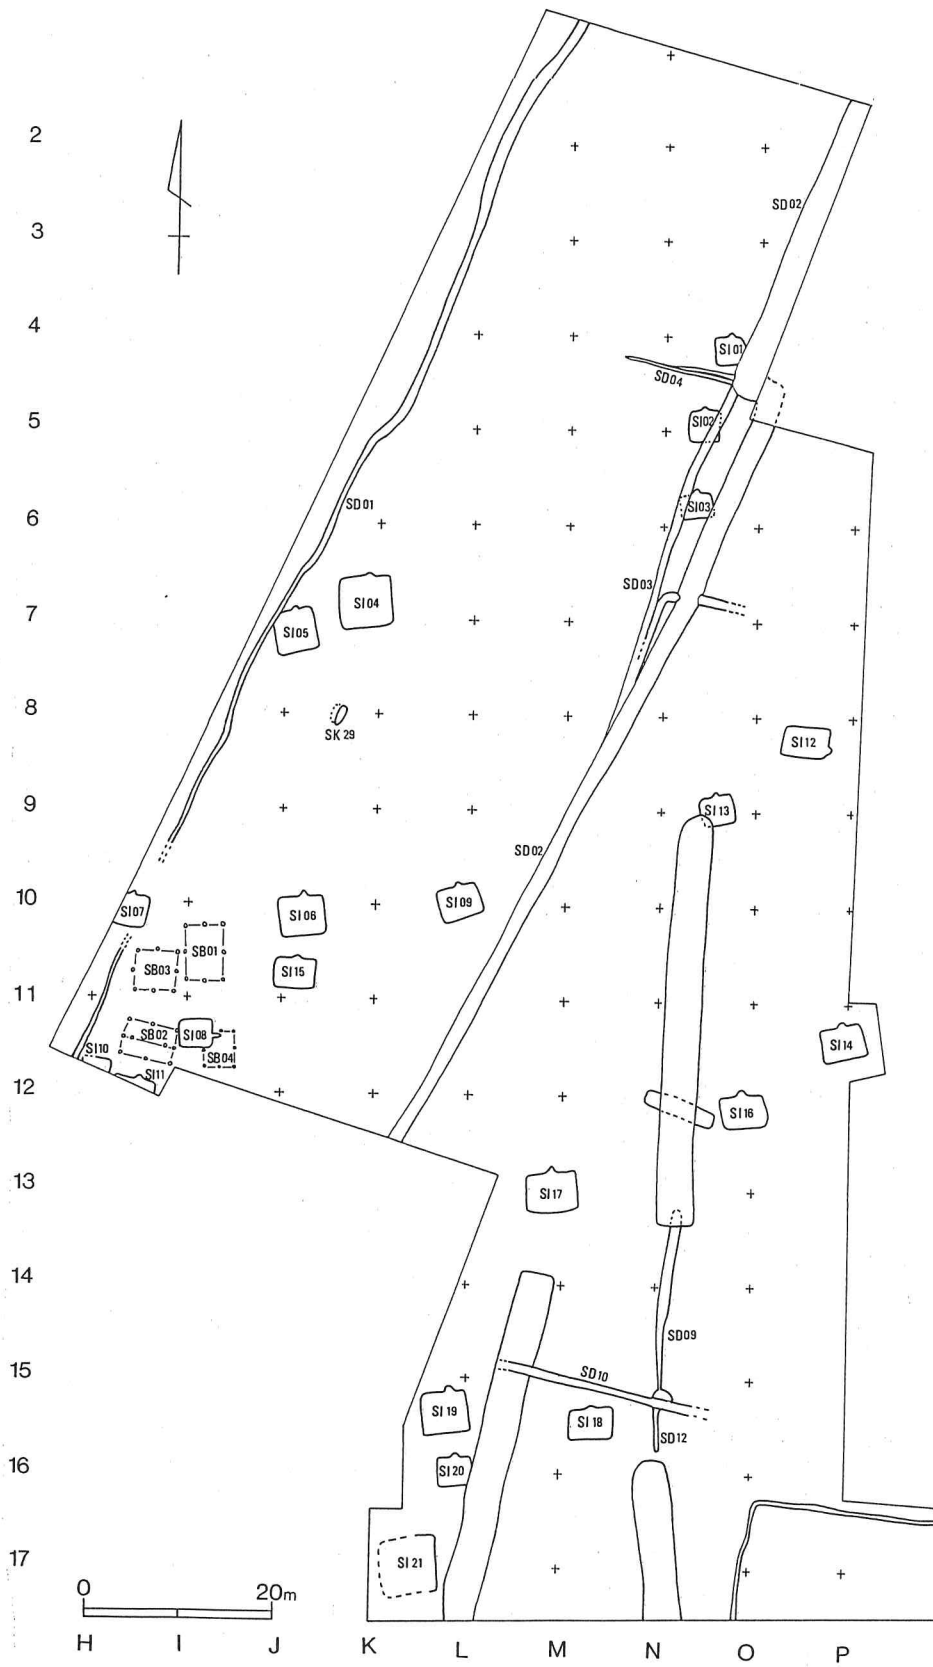 2
SD02
3
4
SI01
SD04
5
SI02
SD01
6
SI03
SD03
7
SI04
SI05
8
SK29
SI12
9
SI13
SD02
10
SI07
SI06
SI09
SB01
SB03
SI15
11
SB02
SI08
SI14
SI10
SB04
SI11
12
SI16
13
SI17
14
SD09
15
SD10
SI19
SI18
SD12
16
SI20
17
SI21
0 20m
H I J K L M N O P